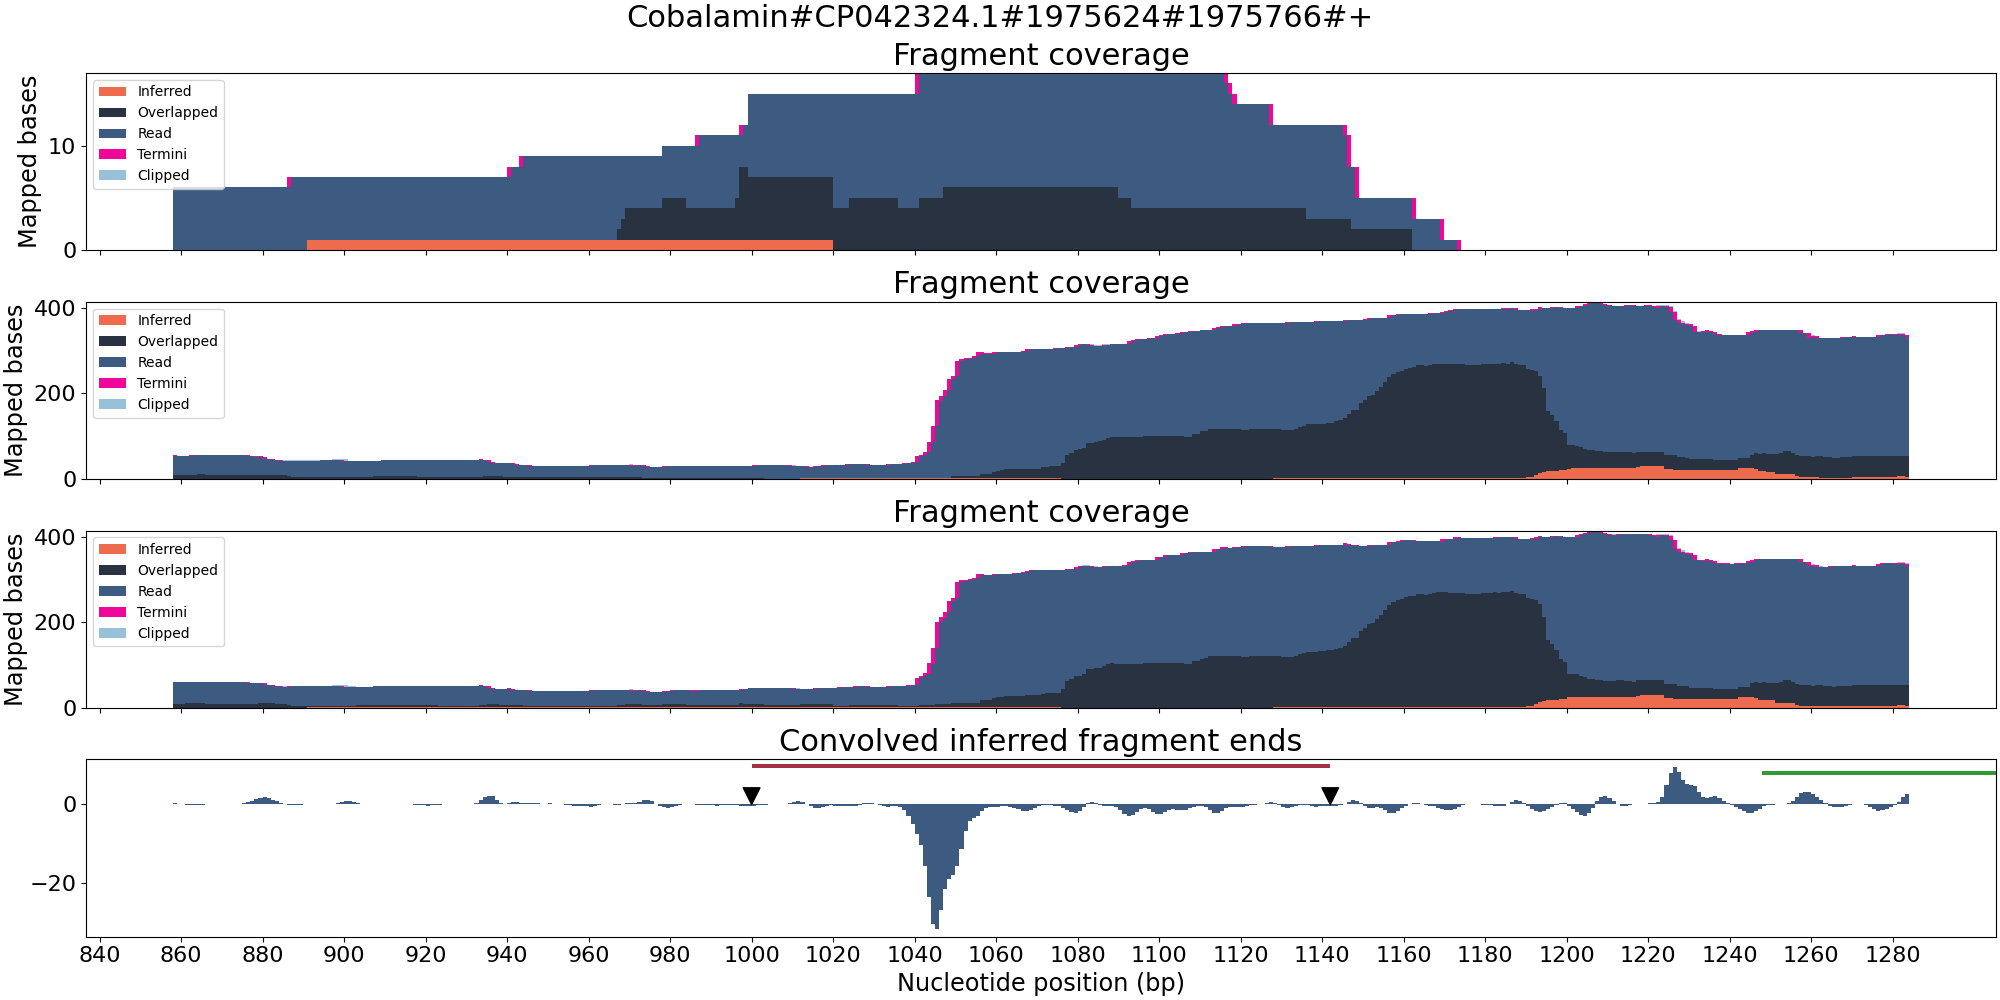 Cobalamin#CP042324.1#1975624#1975766#+
Fragment coverage
Mapped bases
10
0
Inferred
Overlapped
Read
Termini
Clipped
Fragment coverage
Mapped bases
400
200
0
Inferred
Overlapped
Read
Termini
Clipped
Fragment coverage
Mapped bases
400
200
0
Inferred
Overlapped
Read
Termini
Clipped
Convolved inferred fragment ends
0
−20
840 860 880 900 920 940 960 980 1000 1020 1040 1060 1080 1100 1120 1140 1160 1180 1200 1220 1240 1260 1280
Nucleotide position (bp)